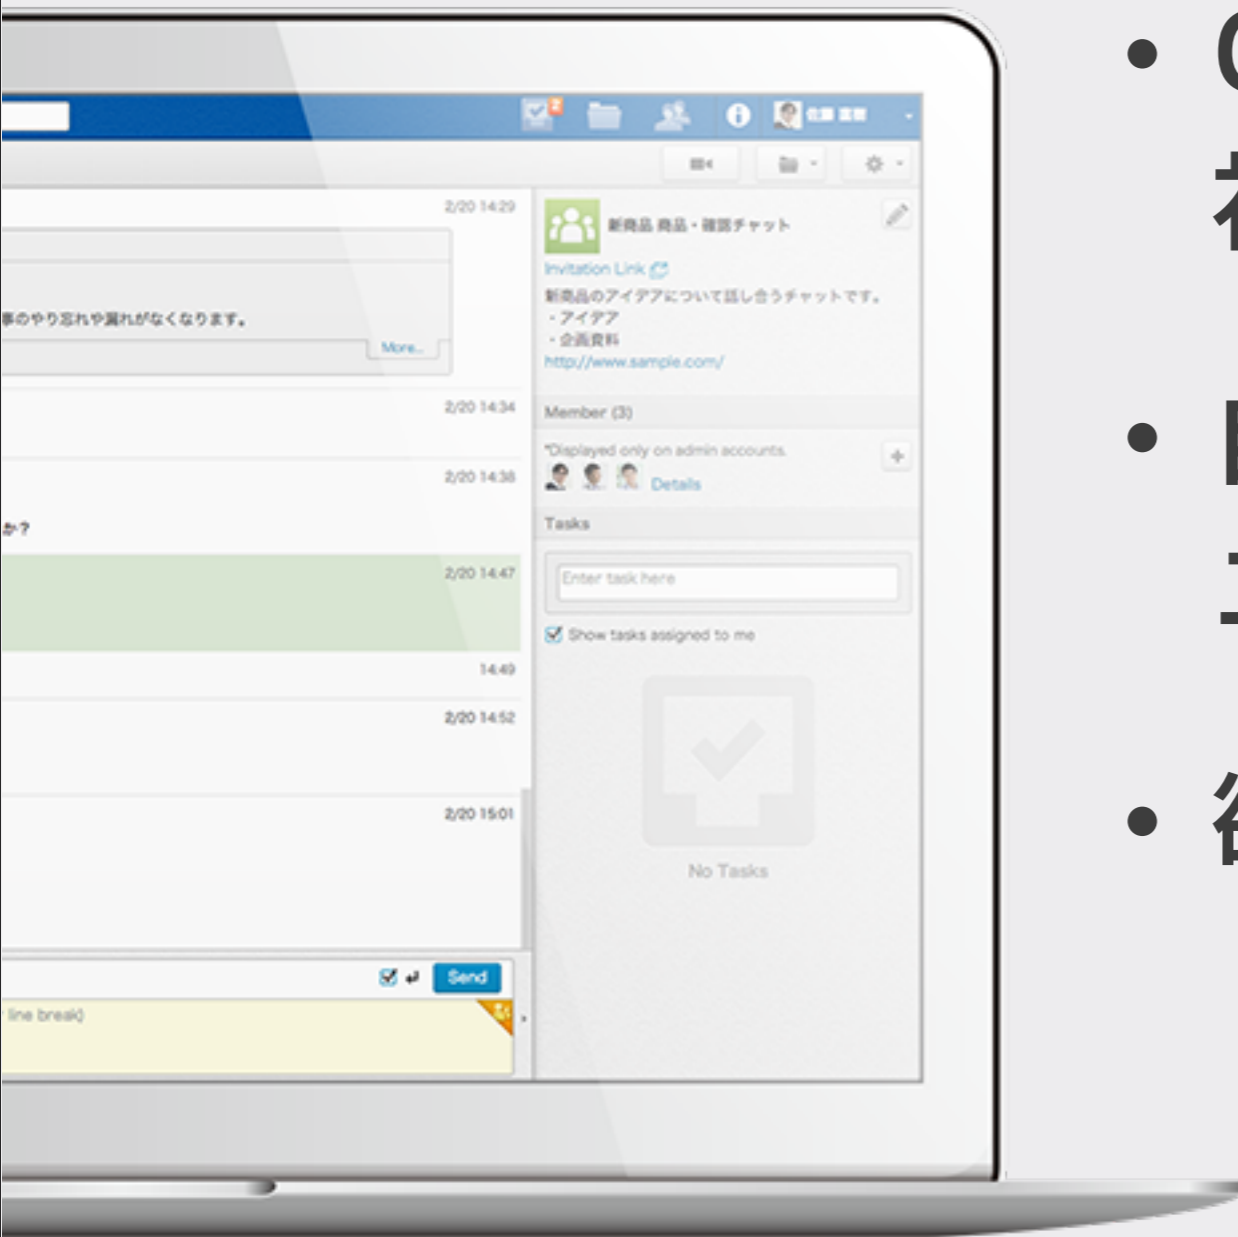 2
佐藤
2/20 14:29
事のやり忘れや漏れがなくなります。
More..
2/20 14:34
2/20 14:38
か?
2/20 14:47
14:49
2/20 14:52
2/20 15:01
Send
line break)
新商品 商品・確認チャット
Invitation Link
新商品のアイデアについて話し合うチャットです。
・アイデア
・企画資料
http://www.sample.com/
Member (3)
*Displayed only on admin accounts.
Details
Tasks
Enter task here
Show tasks assigned to me
No Tasks